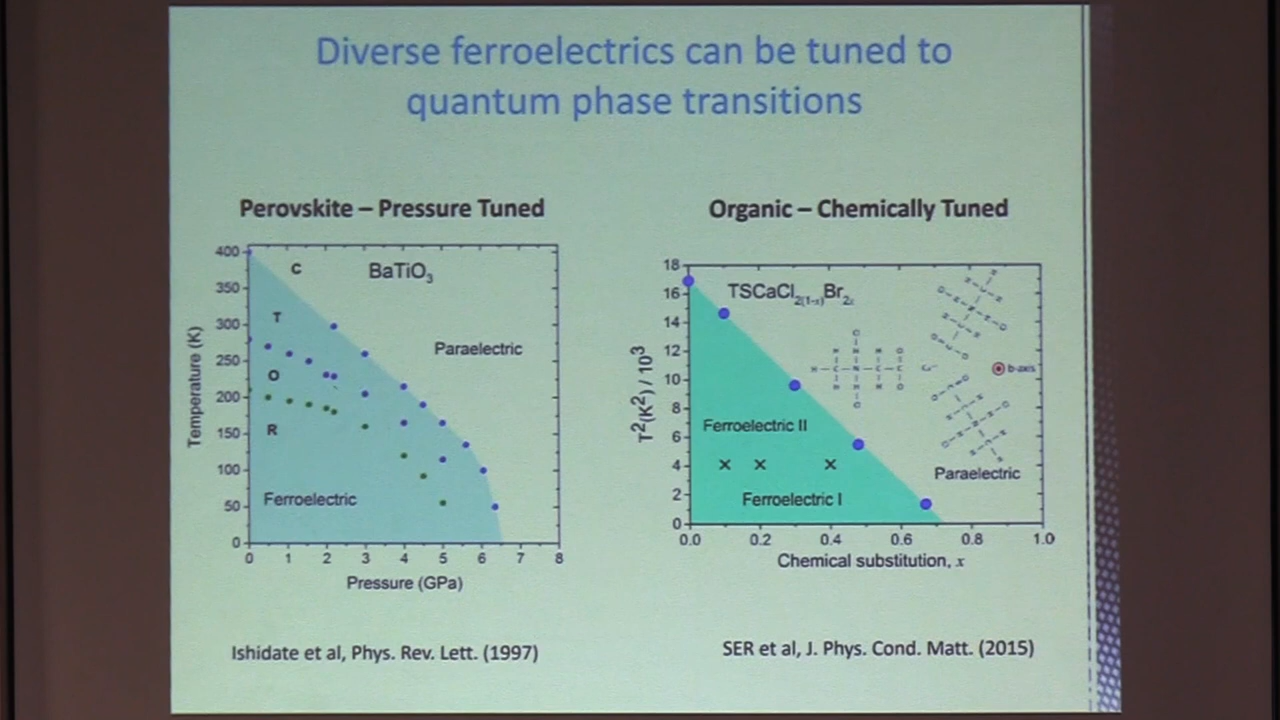 Diverse ferroelectrics can be tuned to
quantum phase transitions
Perovskite – Pressure Tuned
400
350
300
250
200
150
100
50
0
Temperature (K)
C
BaTiO3
T
O
R
Paraelectric
Ferroelectric
0 1 2 3 4 5 6 7 8
Pressure (GPa)
Ishidate et al, Phys. Rev. Lett. (1997)
Organic – Chemically Tuned
18
16
14
12
10
8
6
4
2
0
T2(K2) / 103
TSCaCl2(1-x)Br2x
b-axis
Ferroelectric II
Ferroelectric I
Paraelectric
0.0 0.2 0.4 0.6 0.8 1.0
Chemical substitution, x
SER et al, J. Phys. Cond. Matt. (2015)